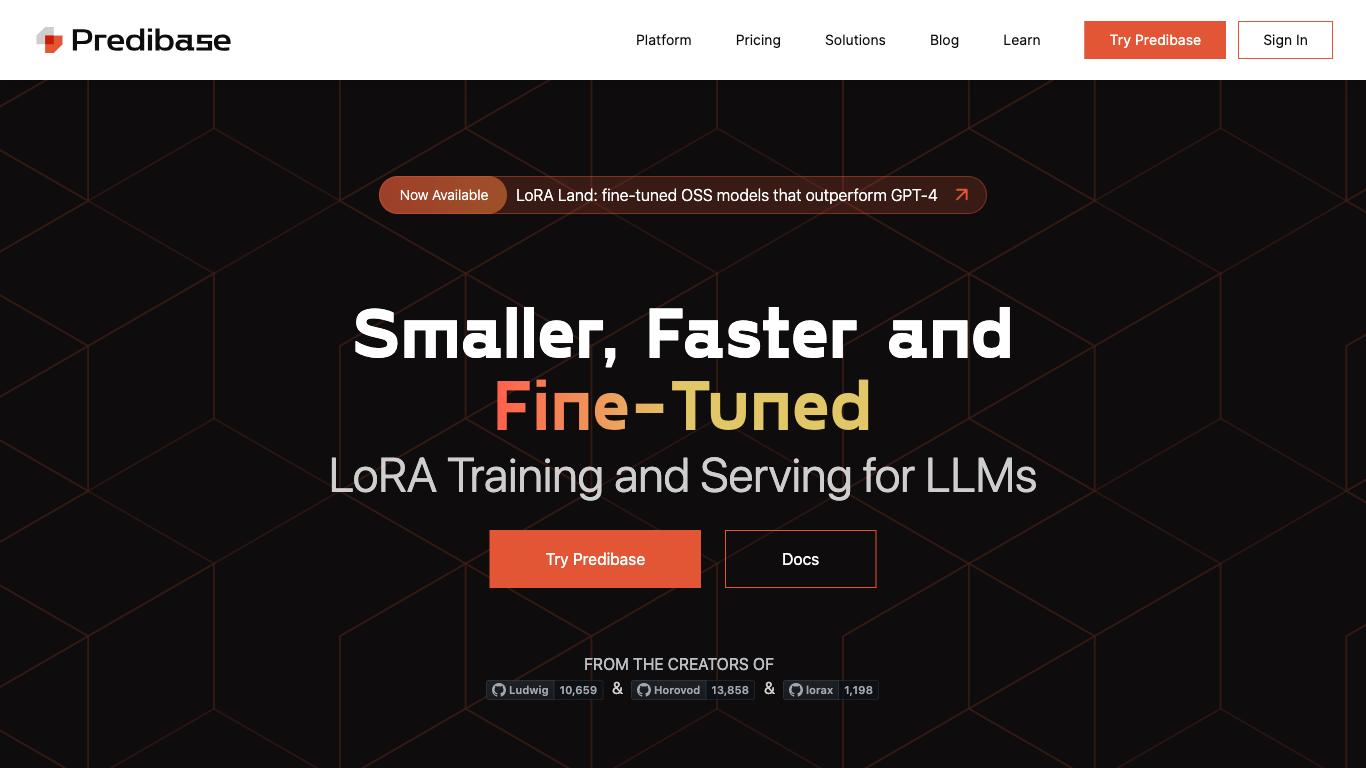 Predibase
Platform Pricing Solutions Blog Learn Try Predibase Sign In
Now Available LoRA Land: fine-tuned OSS models that outperform GPT-4
Smaller, Faster and
Fine-Tuned
LoRA Training and Serving for LLMs
Try Predibase Docs
FROM THE CREATORS OF
Ludwig 10,659 & Horovod 13,858 & lorax 1,198